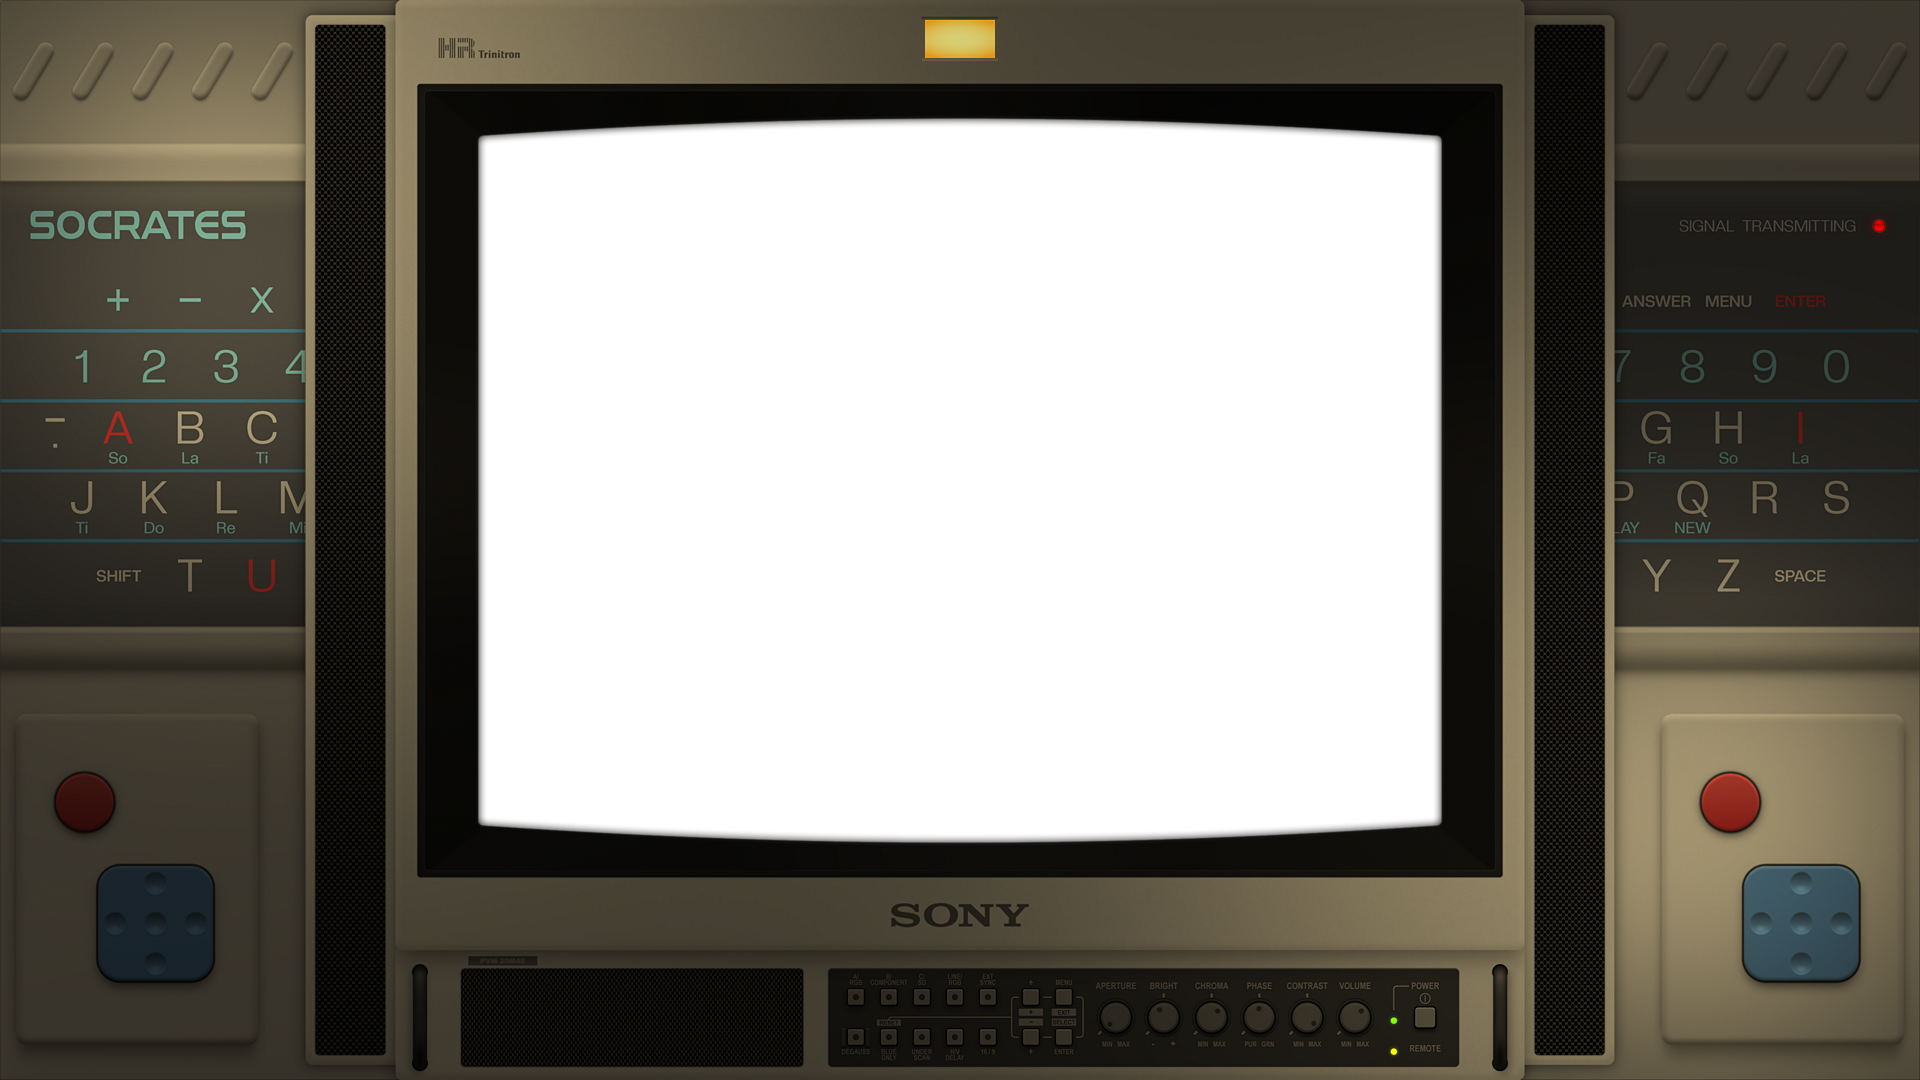 HR Trinitron
SOCRATES
SIGNAL TRANSMITTING
+ − X
ANSWER MENU ENTER
1 2 3 4
7 8 9 0
A B C
So La Ti
G H I
Fa So La
J K L M
Ti Do Re Mi
P Q R S
LAY NEW
SHIFT T U
Y Z SPACE
SONY
A/ RGB
B/ COMPONENT
C/ SD
LINE/ RGB
EXT SYNC
MENU
APERTURE BRIGHT CHROMA PHASE CONTRAST VOLUME
POWER
RESET
EXIT
SELECT
DEGAUSS
BLUE ONLY
UNDER SCAN
H/V DELAY
16/9
ENTER
MIN MAX
- +
MIN MAX
PUR GRN
MIN MAX
MIN MAX
REMOTE